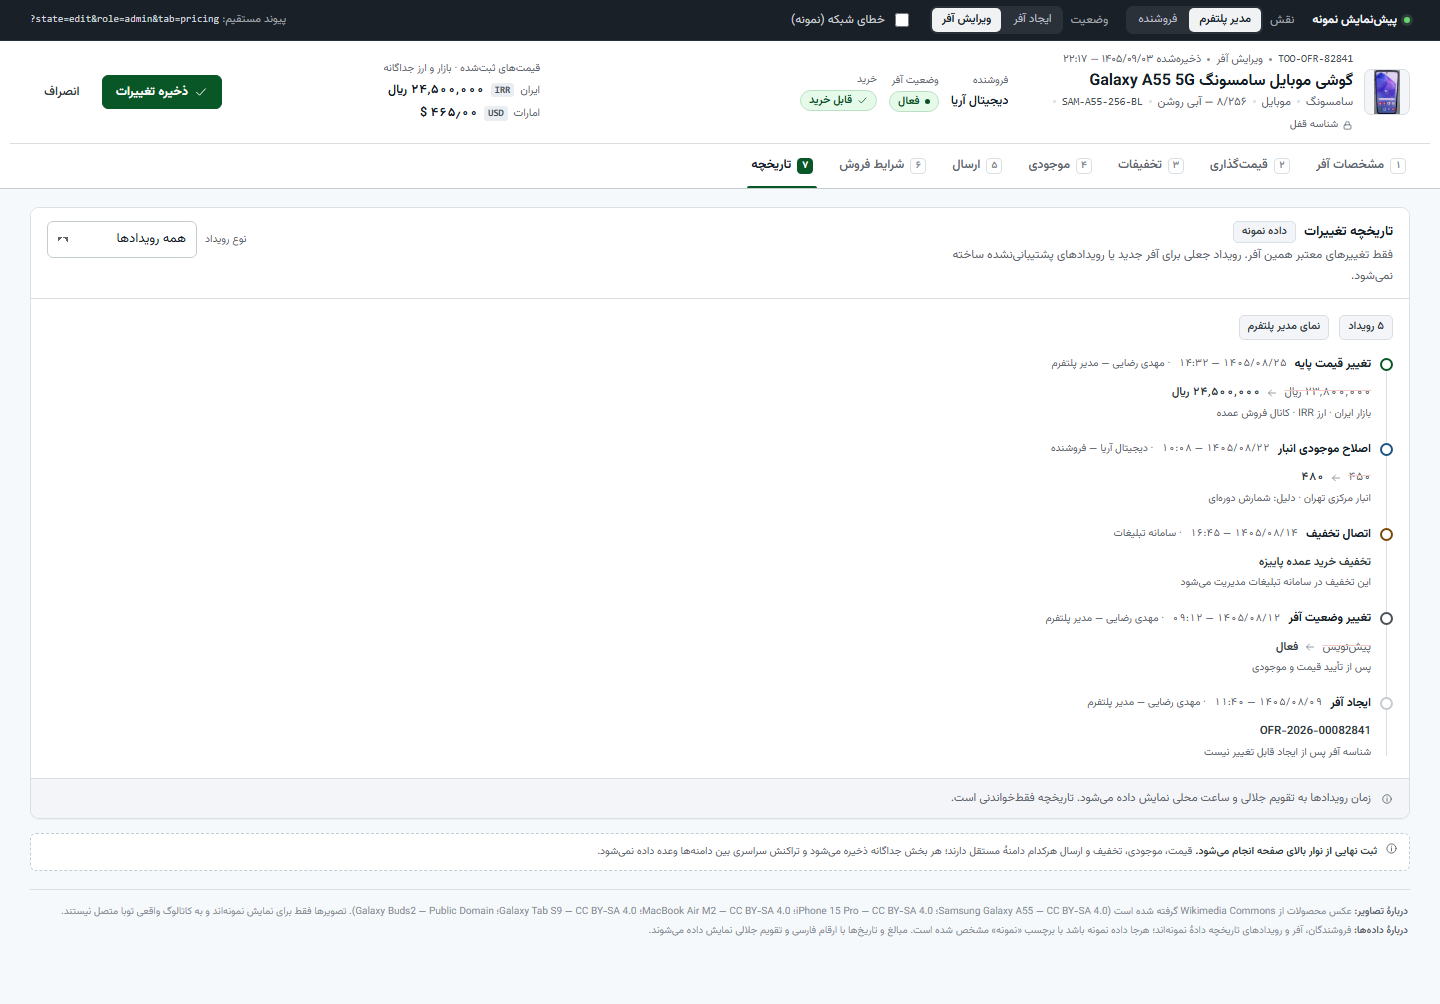 پیش‌نمایش نمونه نقش مدیر پلتفرم فروشنده وضعیت ایجاد آفر ویرایش آفر خطای شبکه (نمونه) پیوند مستقیم: ?state=edit&role=admin&tab=pricing
TOO-OFR-82841 • ویرایش آفر • ذخیره‌شده ۱۴۰۵/۰۹/۰۳ — ۲۲:۱۷
گوشی موبایل سامسونگ Galaxy A55 5G
سامسونگ • موبایل • ۸/۲۵۶ — آبی روشن • SAM-A55-256-BL •
شناسه قفل
فروشنده
دیجیتال آریا
وضعیت آفر
فعال
خرید
قابل خرید
قیمت‌های ثبت‌شده · بازار و ارز جداگانه
ایران IRR ۲۴,۵۰۰,۰۰۰ ریال
امارات USD ۴۶۵٫۰۰ $
ذخیره تغییرات
انصراف
۱ مشخصات آفر ۲ قیمت‌گذاری ۳ تخفیفات ۴ موجودی ۵ ارسال ۶ شرایط فروش ۷ تاریخچه
تاریخچه تغییرات داده نمونه
فقط تغییرهای معتبر همین آفر. رویداد جعلی برای آفر جدید یا رویدادهای پشتیبانی‌نشده ساخته
نمی‌شود.
نوع رویداد همه رویدادها
۵ رویداد نمای مدیر پلتفرم
تغییر قیمت پایه ۱۴۰۵/۰۸/۲۵ — ۱۴:۳۲ · مهدی رضایی — مدیر پلتفرم
۲۳,۸۰۰,۰۰۰ ریال ← ۲۴,۵۰۰,۰۰۰ ریال
بازار ایران · ارز IRR · کانال فروش عمده
اصلاح موجودی انبار ۱۴۰۵/۰۸/۲۲ — ۱۰:۰۸ · دیجیتال آریا — فروشنده
۴۵۰ ← ۴۸۰
انبار مرکزی تهران · دلیل: شمارش دوره‌ای
اتصال تخفیف ۱۴۰۵/۰۸/۱۴ — ۱۶:۴۵ · سامانه تبلیغات
تخفیف خرید عمده پاییزه
این تخفیف در سامانه تبلیغات مدیریت می‌شود
تغییر وضعیت آفر ۱۴۰۵/۰۸/۱۲ — ۰۹:۱۲ · مهدی رضایی — مدیر پلتفرم
پیش‌نویس ← فعال
پس از تأیید قیمت و موجودی
ایجاد آفر ۱۴۰۵/۰۸/۰۹ — ۱۱:۴۰ · مهدی رضایی — مدیر پلتفرم
OFR-2026-00082841
شناسه آفر پس از ایجاد قابل تغییر نیست
زمان رویدادها به تقویم جلالی و ساعت محلی نمایش داده می‌شود. تاریخچه فقط‌خواندنی است.
ثبت نهایی از نوار بالای صفحه انجام می‌شود. قیمت، موجودی، تخفیف و ارسال هرکدام دامنهٔ مستقل دارند؛ هر بخش جداگانه ذخیره می‌شود و تراکنش سراسری بین دامنه‌ها وعده داده نمی‌شود.
دربارهٔ تصاویر: عکس محصولات از Wikimedia Commons گرفته شده است (Samsung Galaxy A55 — CC BY-SA 4.0؛ iPhone 15 Pro — CC BY-SA 4.0؛ MacBook Air M2 — CC BY-SA 4.0؛ Galaxy Tab S9 — CC BY-SA 4.0؛ Galaxy Buds2 — Public Domain). تصویرها فقط برای نمایش نمونه‌اند و به کاتالوگ واقعی توبا متصل نیستند.
دربارهٔ داده‌ها: فروشندگان، آفر و رویدادهای تاریخچه دادهٔ نمونه‌اند؛ هرجا داده نمونه باشد با برچسب «نمونه» مشخص شده است. مبالغ و تاریخ‌ها با ارقام فارسی و تقویم جلالی نمایش داده می‌شوند.